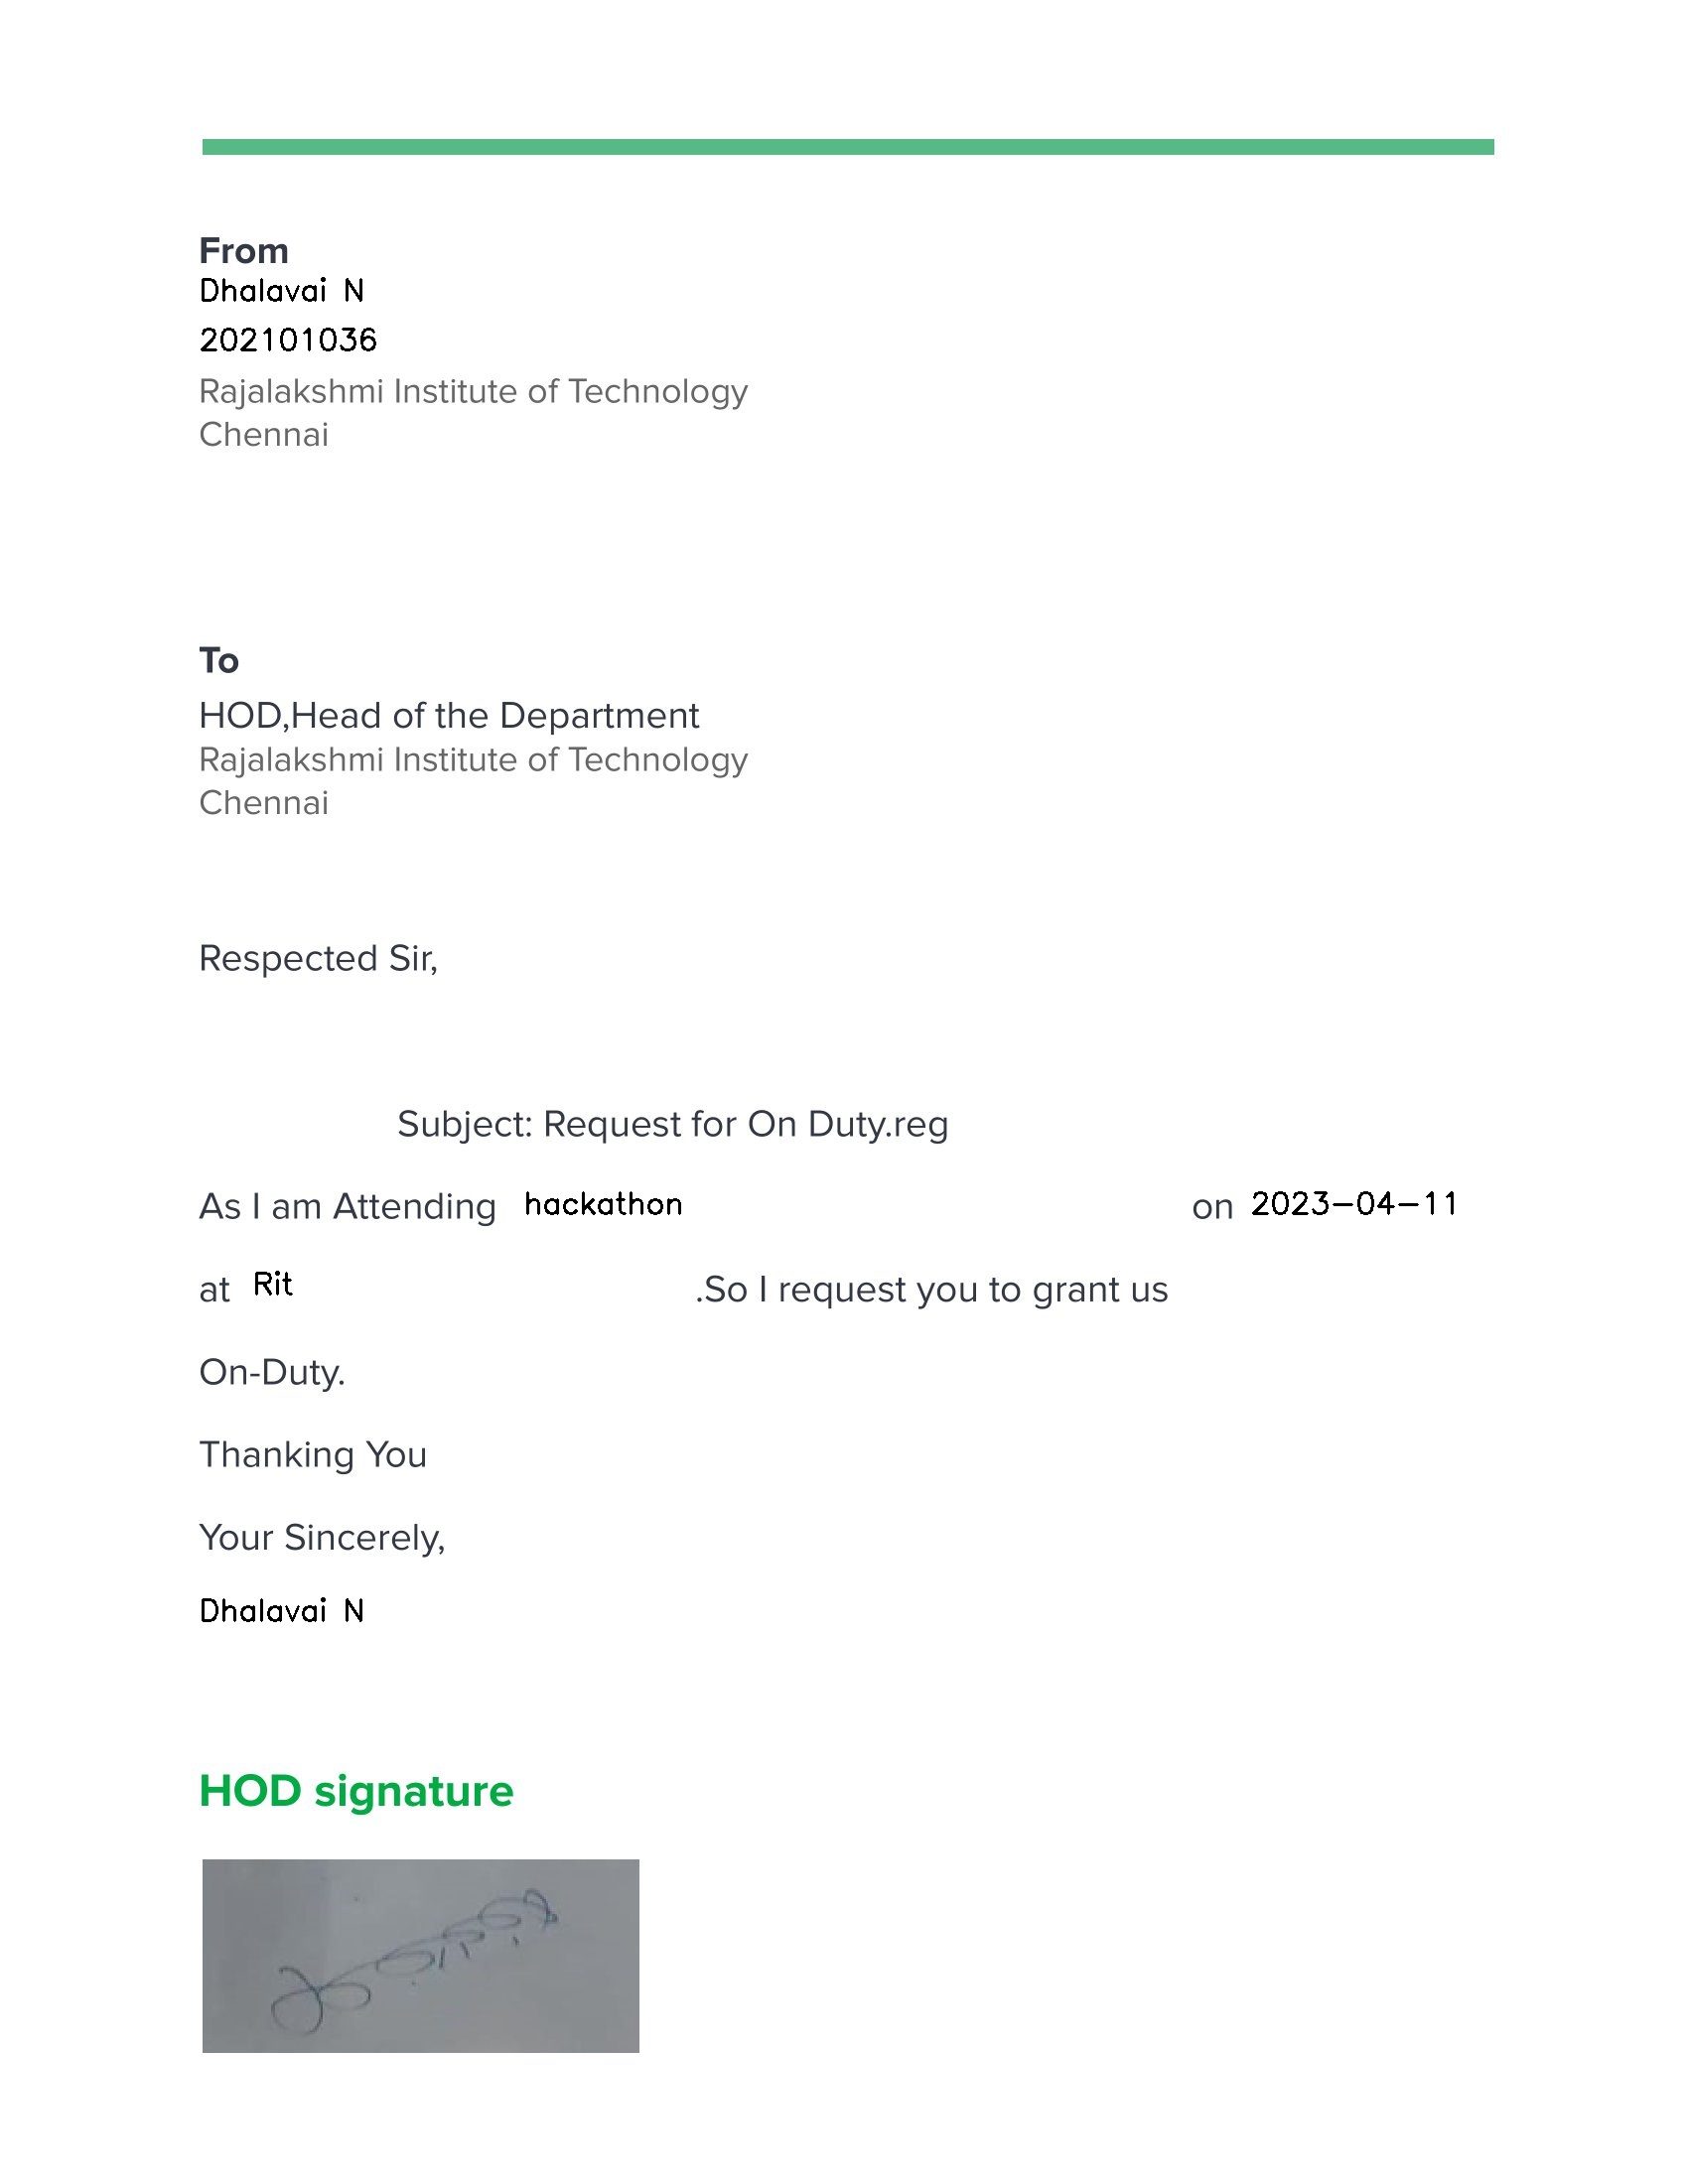 From
Dhalavai N
202101036
Rajalakshmi Institute of Technology
Chennai
To
HOD,Head of the Department
Rajalakshmi Institute of Technology
Chennai
Respected Sir,
Subject: Request for On Duty.reg
As I am Attending hackathon on 2023-04-11
at Rit .So I request you to grant us
On-Duty.
Thanking You
Your Sincerely,
Dhalavai N
HOD signature